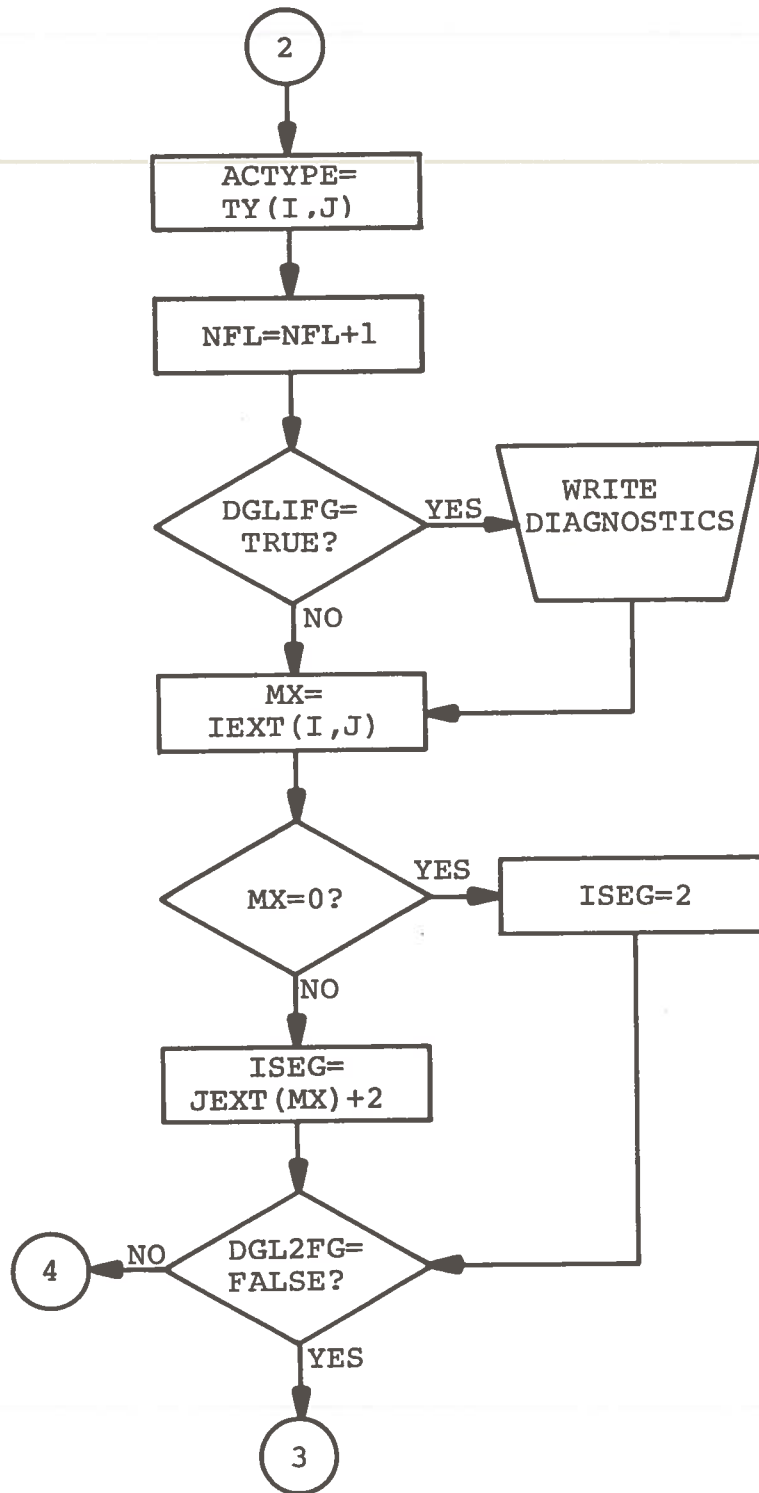 2
ACTYPE=
TY(I,J)
NFL=NFL+1
DGLIFG=
TRUE?
YES
WRITE
DIAGNOSTICS
NO
MX=
IEXT(I,J)
MX=0?
YES
ISEG=2
NO
ISEG=
JEXT(MX)+2
DGL2FG=
FALSE?
NO
4
YES
3